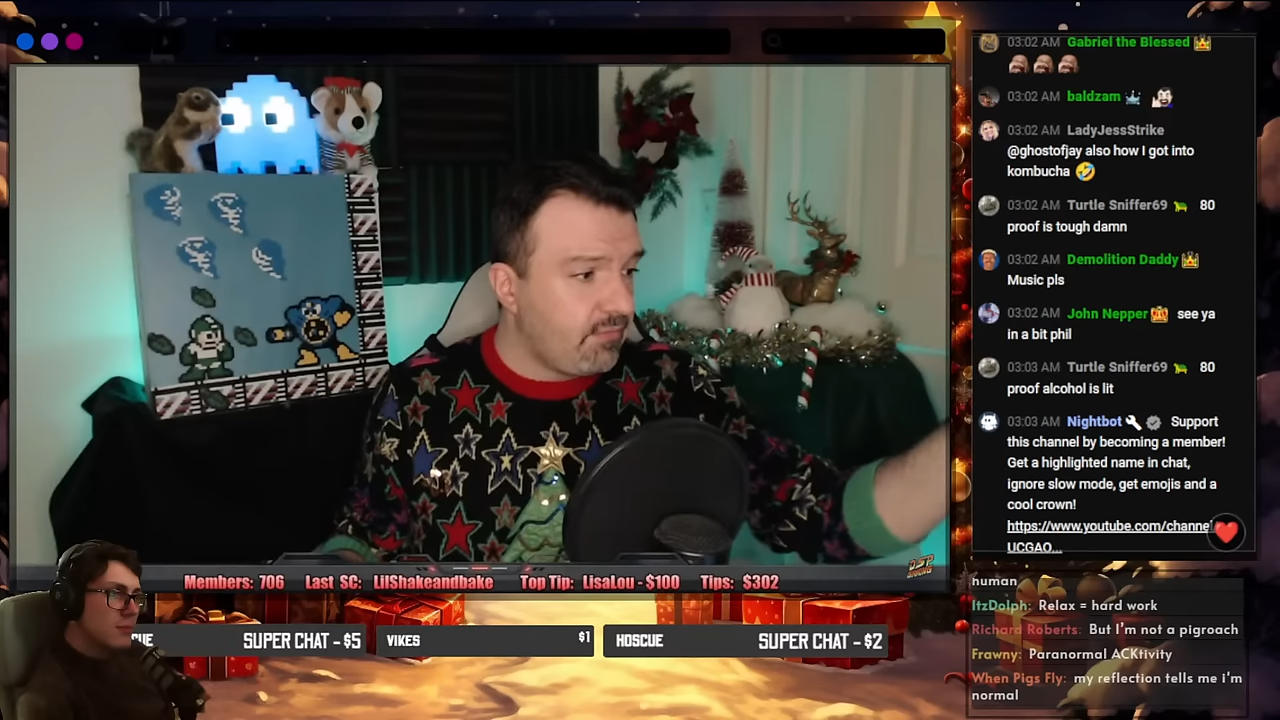 03:02 AM Gabriel the Blessed
03:02 AM baldzam
03:02 AM LadyJessStrike
@ghostofjay also how I got into
kombucha
03:02 AM Turtle Sniffer69 80
proof is tough damn
03:02 AM Demolition Daddy
Music pls
03:02 AM John Nepper see ya
in a bit phil
03:03 AM Turtle Sniffer69 80
proof alcohol is lit
03:03 AM Nightbot Support
this channel by becoming a member!
Get a highlighted name in chat,
ignore slow mode, get emojis and a
cool crown!
https://www.youtube.com/channel
UCGAO...
Members: 706 Last SC: LilShakeandbake Top Tip: LisaLou - $100 Tips: $302
SUPER CHAT - $5 VIKES $1 HOSCUE SUPER CHAT - $2
human
ItzDolph: Relax = hard work
Richard Roberts: But I'm not a pigroach
Frawny: Paranormal ACKtivity
When Pigs Fly: my reflection tells me i'm
normal